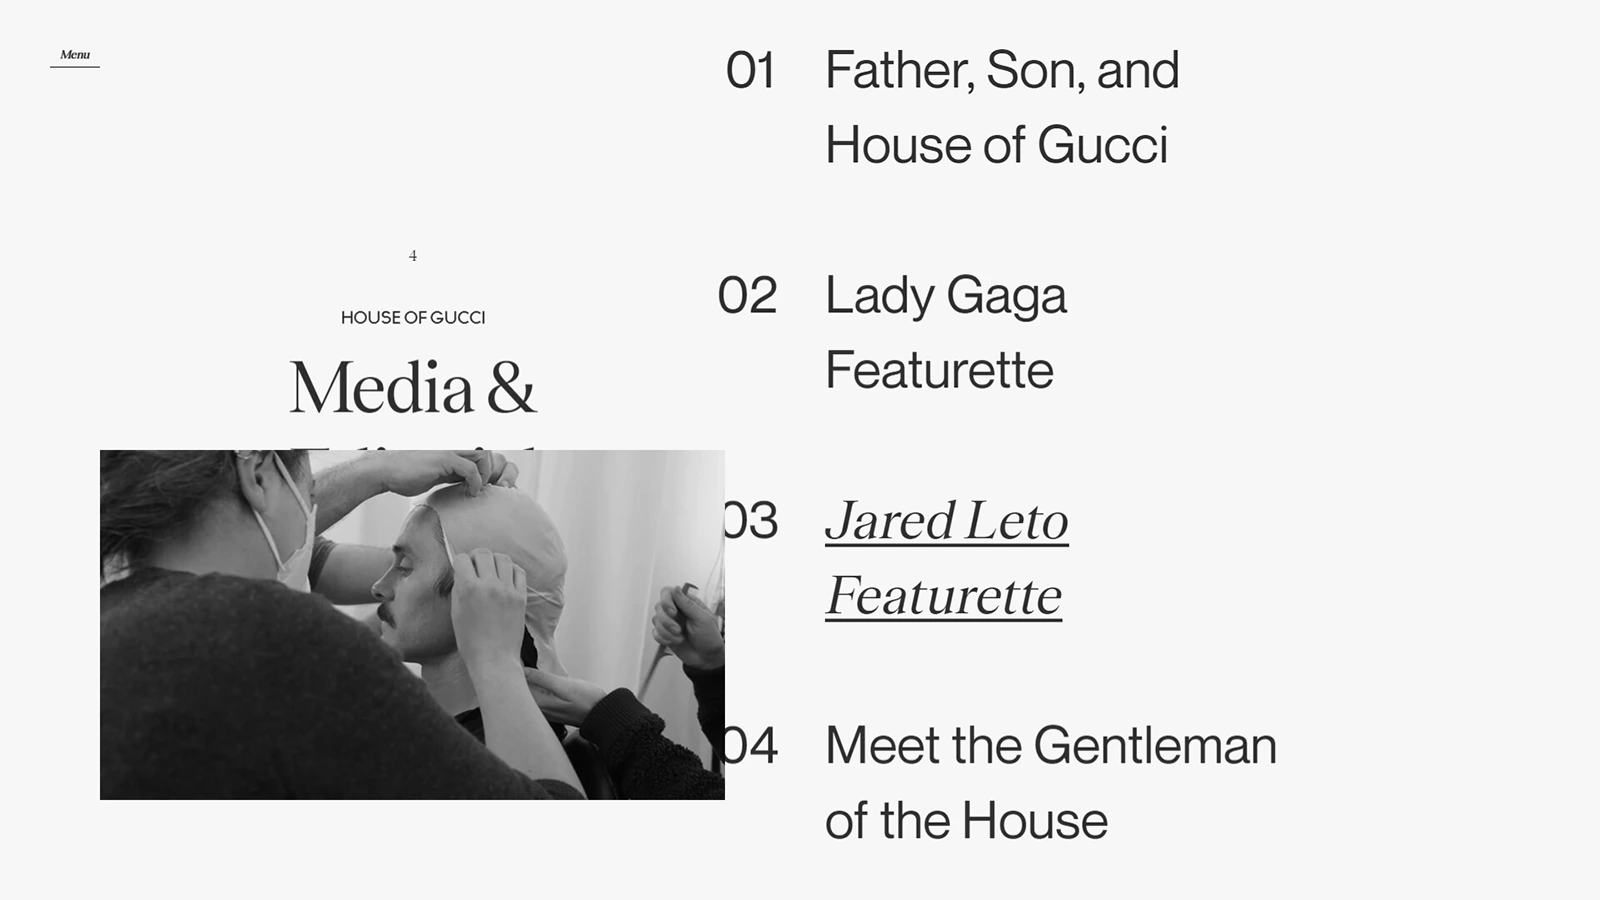 Menu
4
HOUSE OF GUCCI
Media &
01 Father, Son, and
House of Gucci
02 Lady Gaga
Featurette
03 Jared Leto
Featurette
04 Meet the Gentleman
of the House